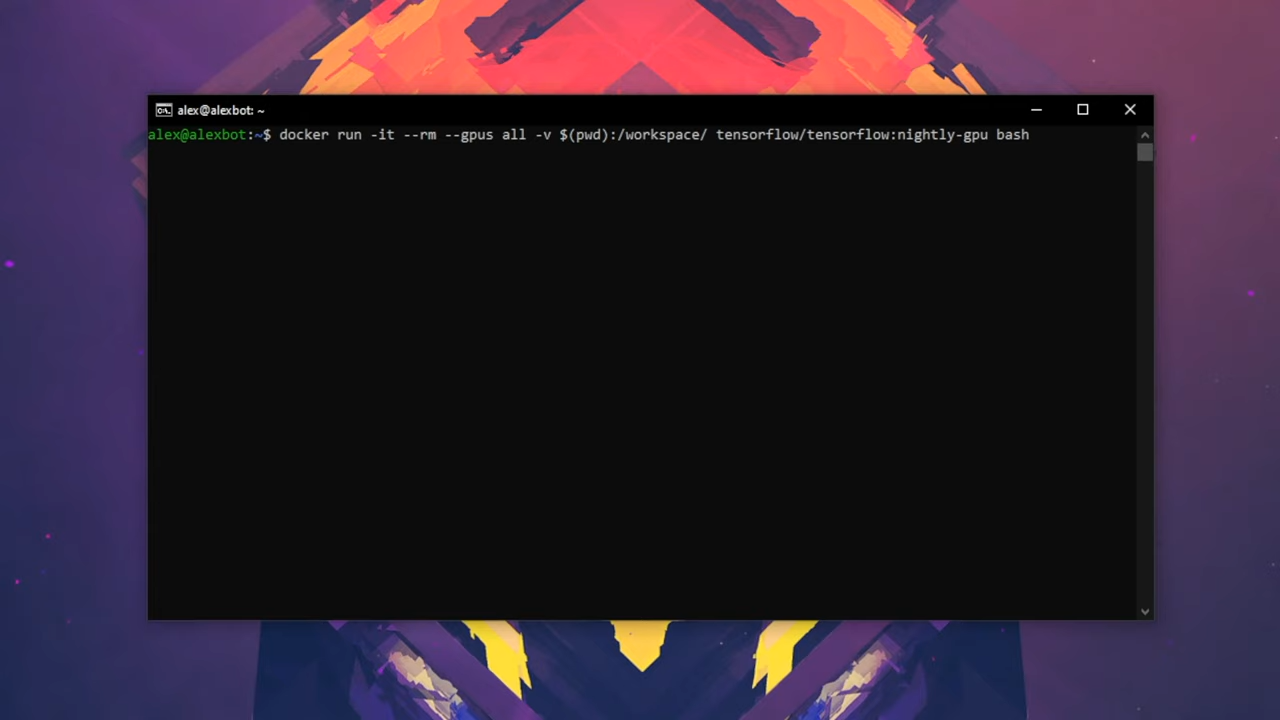 alex@alexbot: ~
alex@alexbot:~$ docker run -it --rm --gpus all -v $(pwd):/workspace/ tensorflow/tensorflow:nightly-gpu bash